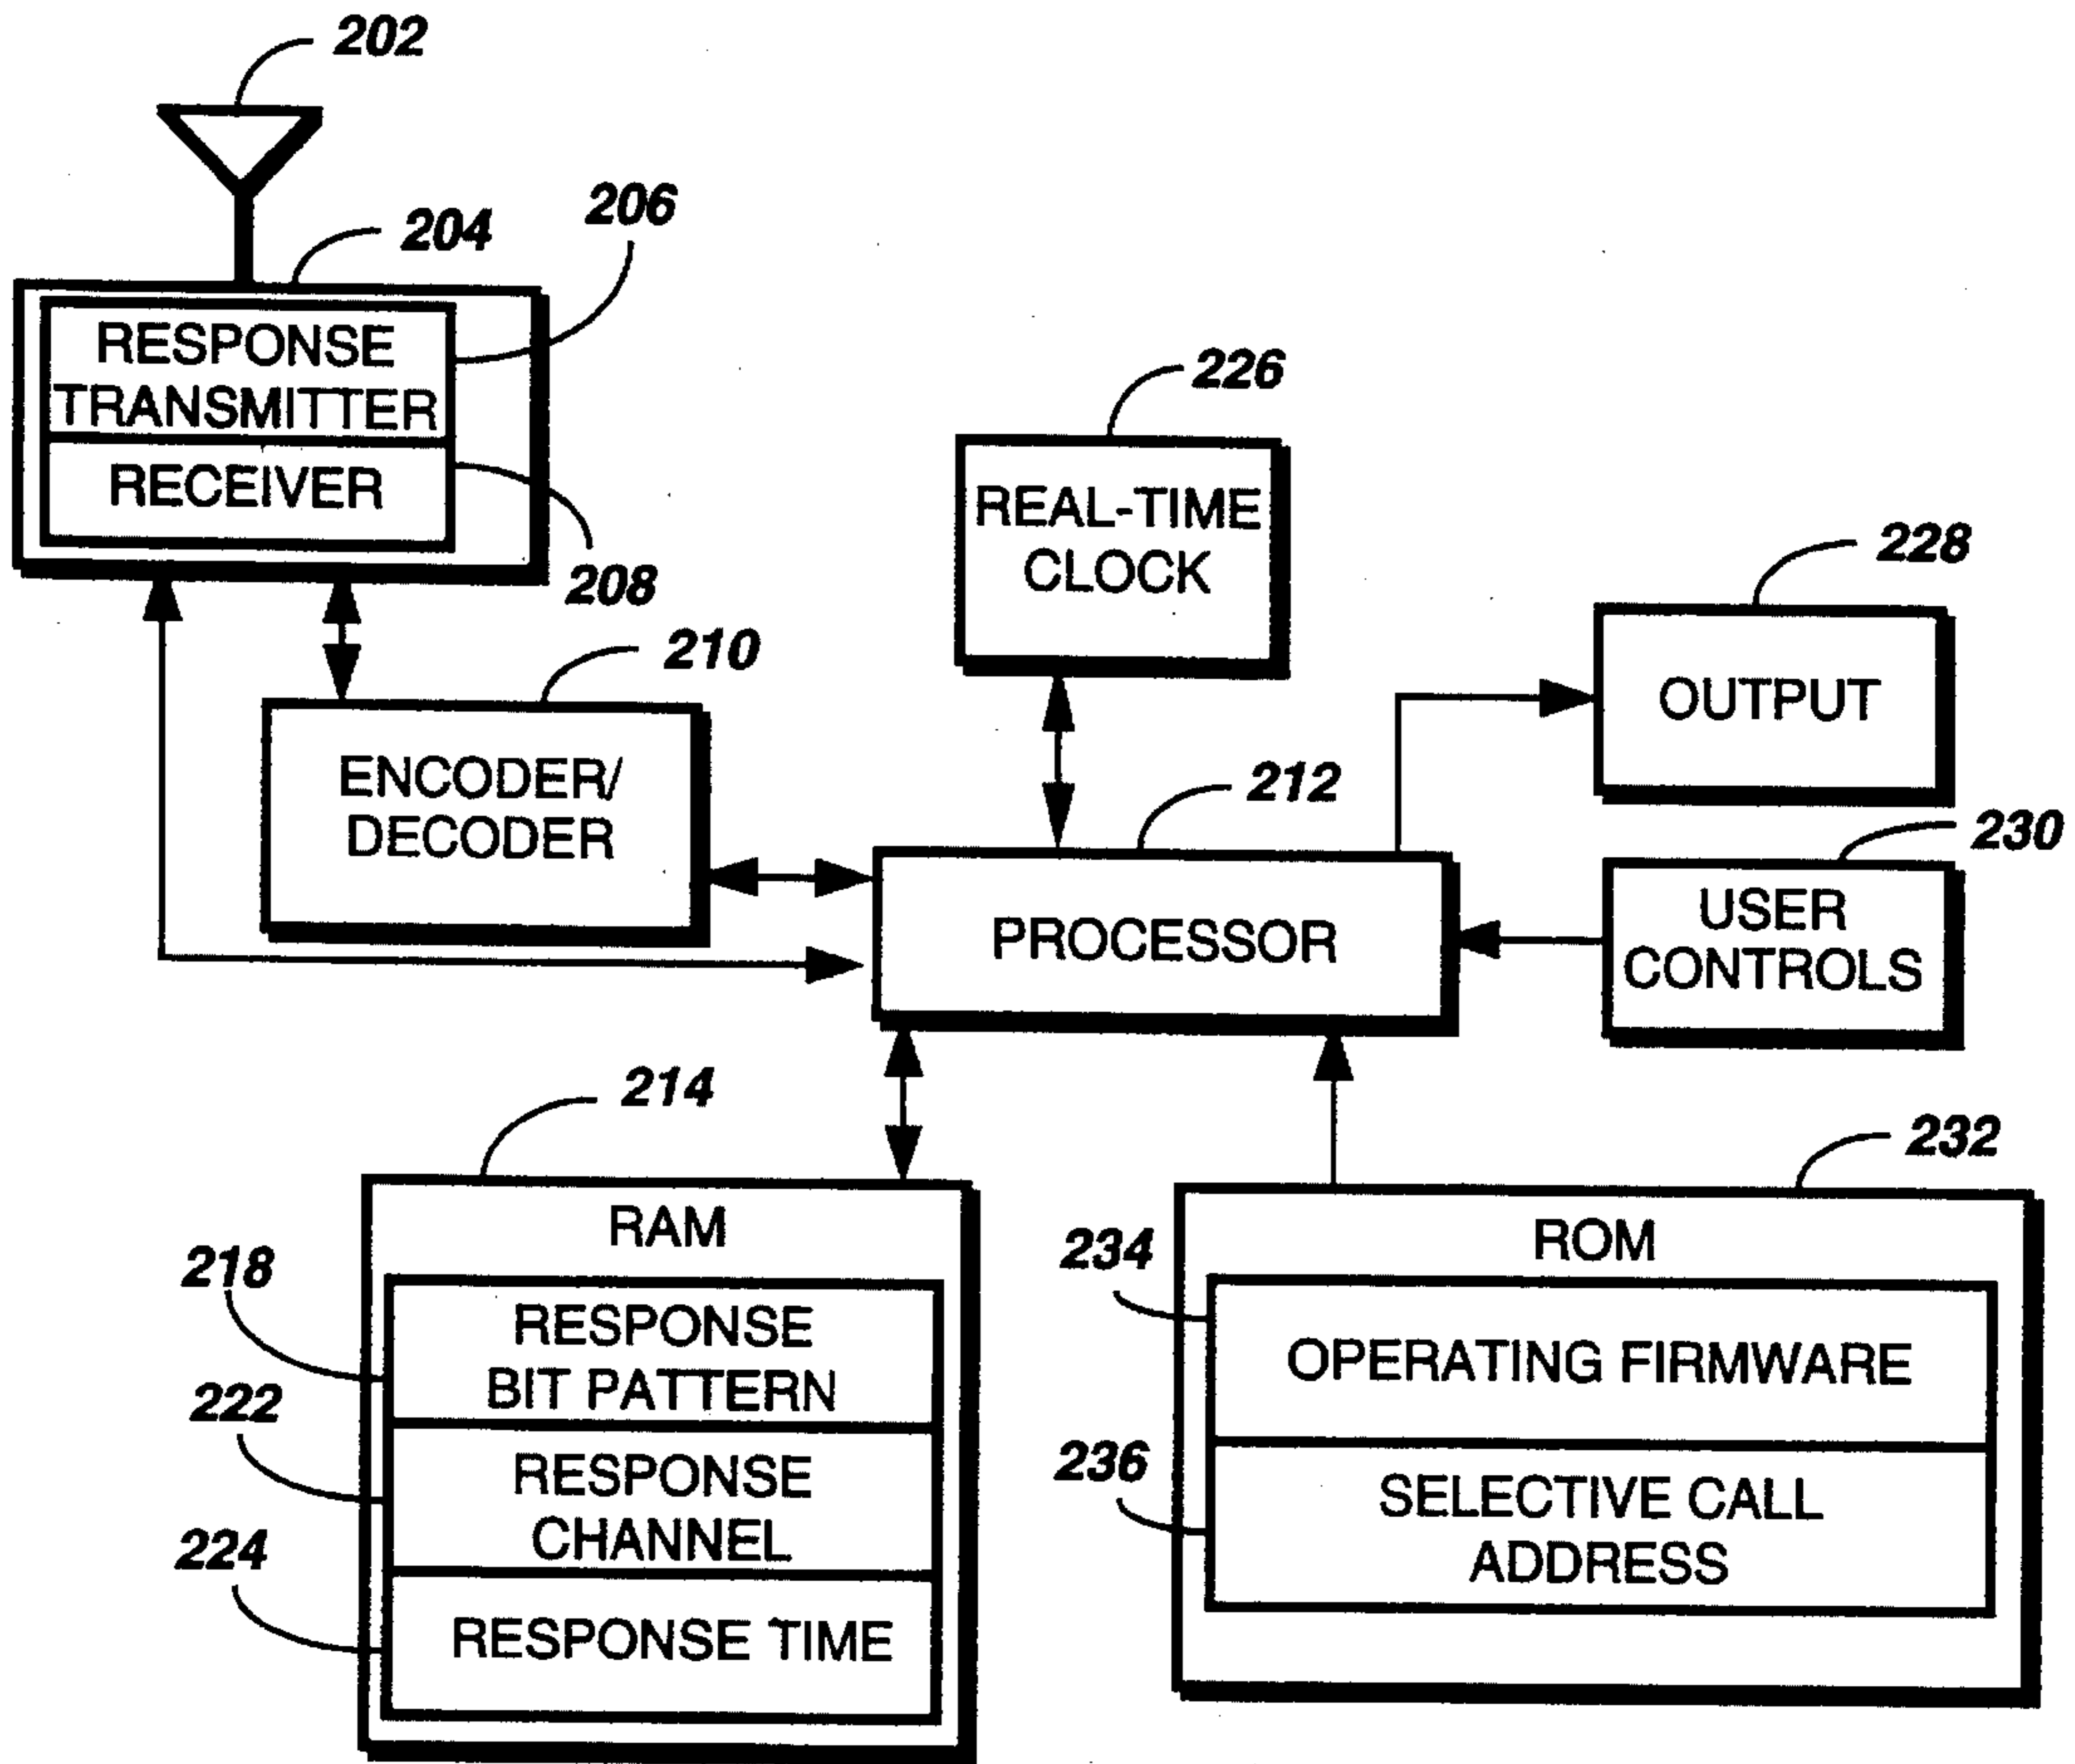 202
206
204
RESPONSE
TRANSMITTER
RECEIVER
208
226
REAL-TIME
CLOCK
228
OUTPUT
210
ENCODER/
DECODER
212
PROCESSOR
230
USER
CONTROLS
214
RAM
218
RESPONSE
BIT PATTERN
222
RESPONSE
CHANNEL
224
RESPONSE TIME
232
ROM
234
OPERATING FIRMWARE
236
SELECTIVE CALL
ADDRESS